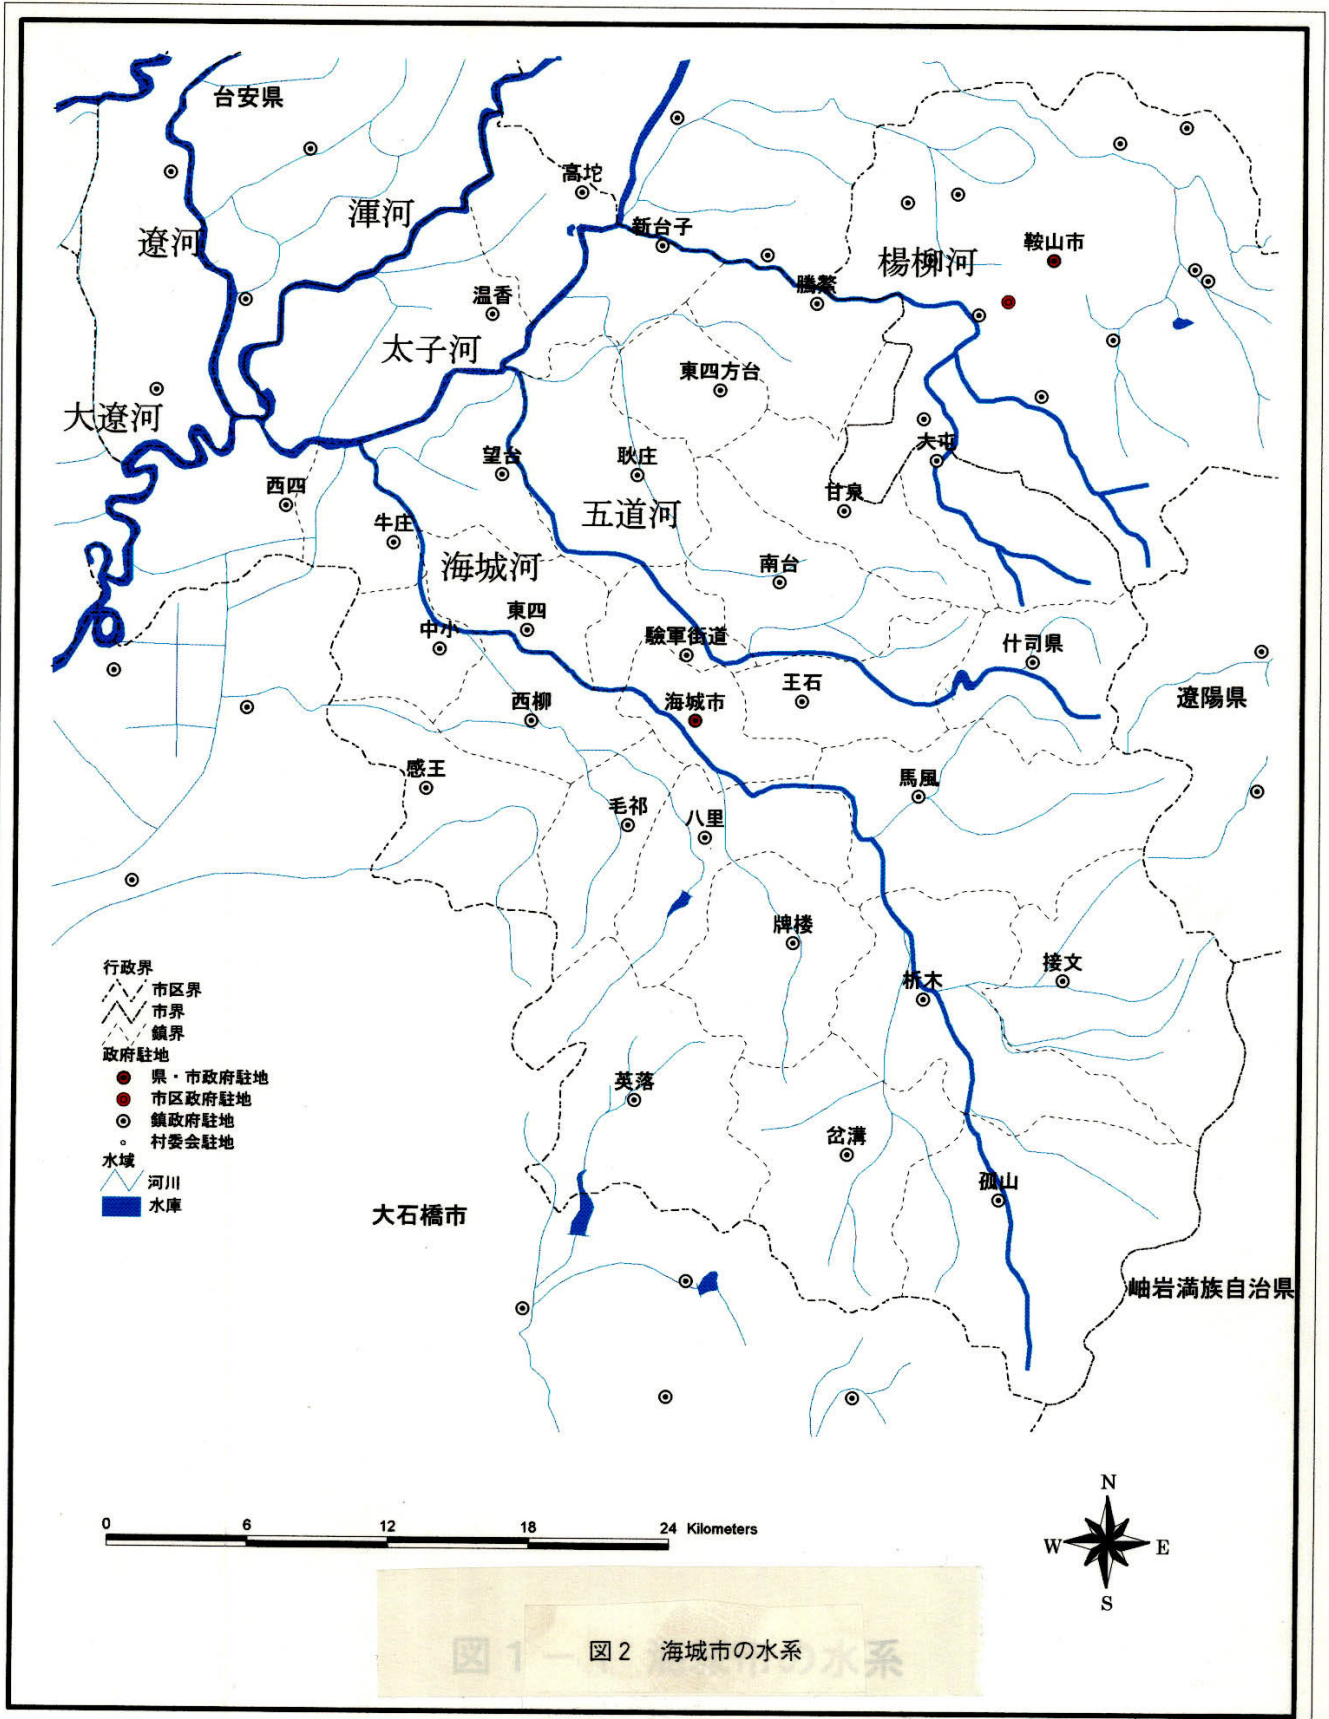 台安県
高坨
渾河
新台子
遼河
楊柳河
鞍山市
温香
騰鰲
太子河
東四方台
大遼河
大屯
望台
耿庄
西四
甘泉
五道河
牛庄
海城河
南台
東四
中小
驗軍街道
什司県
王石
遼陽県
西柳
海城市
感王
馬風
毛祁
八里
牌楼
接文
析木
行政界
市区界
市界
鎮界
政府駐地
県・市政府駐地
市区政府駐地
鎮政府駐地
村委会駐地
水域
河川
水庫
英落
岔溝
孤山
大石橋市
岫岩満族自治県
N
W
E
S
0 6 12 18 24 Kilometers
図2 海城市の水系